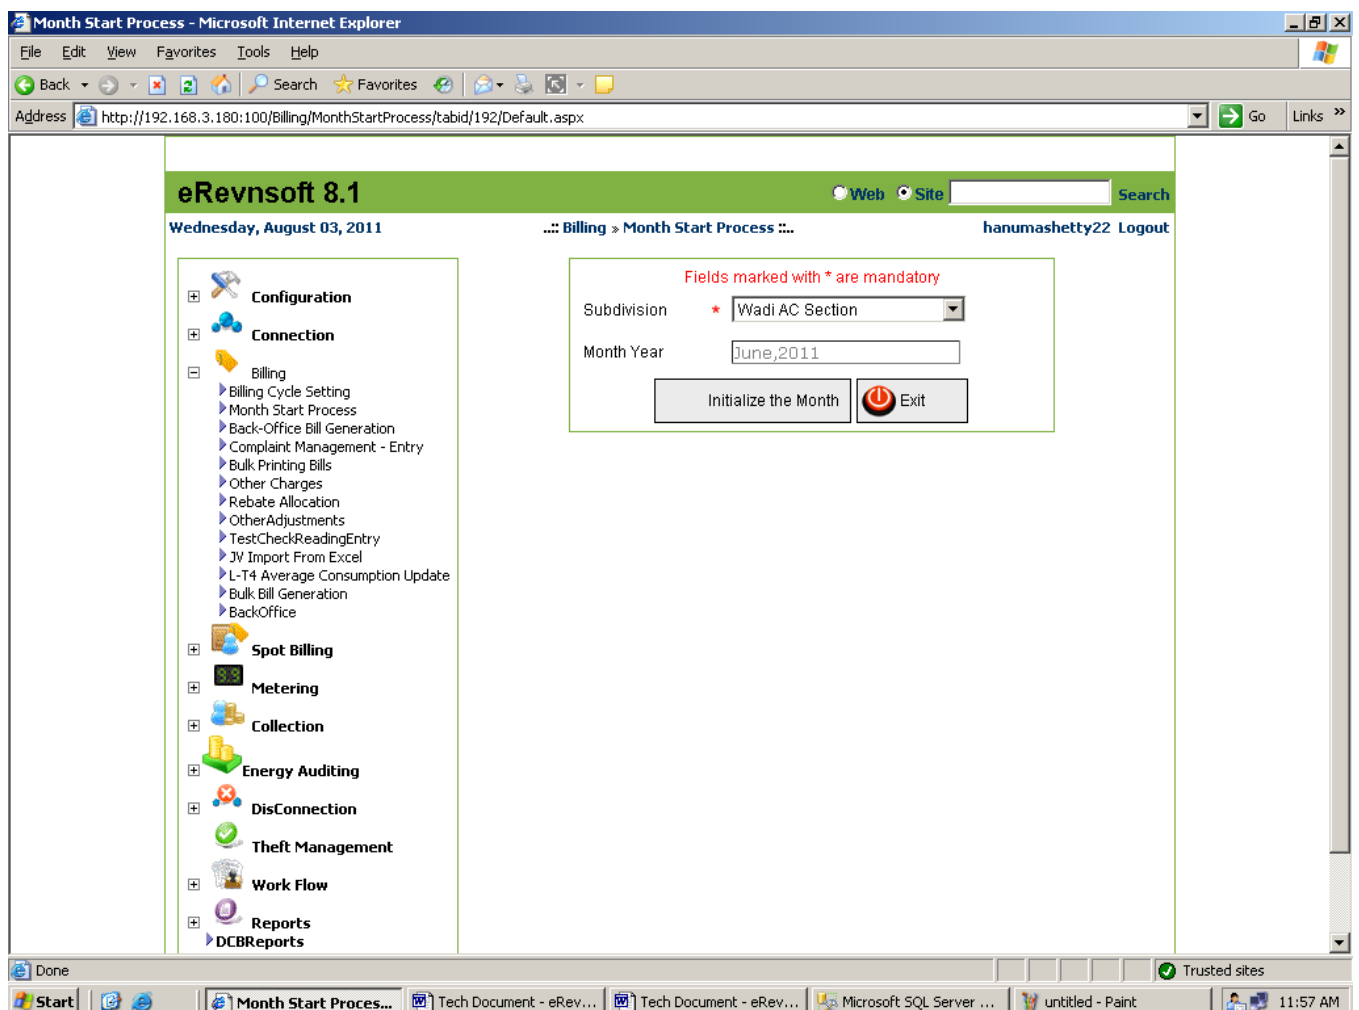 Month Start Process - Microsoft Internet Explorer
File Edit View Favorites Tools Help
Back Search Favorites
Address http://192.168.3.180:100/Billing/MonthStartProcess/tabid/192/Default.aspx Go Links »
eRevnsoft 8.1 Web Site Search
Wednesday, August 03, 2011 ..:: Billing » Month Start Process ::.. hanumashetty22 Logout
Fields marked with * are mandatory
Subdivision * Wadi AC Section
Month Year June,2011
Initialize the Month Exit
Configuration
Connection
Billing
Billing Cycle Setting
Month Start Process
Back-Office Bill Generation
Complaint Management - Entry
Bulk Printing Bills
Other Charges
Rebate Allocation
OtherAdjustments
TestCheckReadingEntry
JV Import From Excel
L-T4 Average Consumption Update
Bulk Bill Generation
BackOffice
Spot Billing
Metering
Collection
Energy Auditing
DisConnection
Theft Management
Work Flow
Reports
DCBReports
Done Trusted sites
Start Month Start Proces... Tech Document - eRev... Tech Document - eRev... Microsoft SQL Server ... untitled - Paint 11:57 AM